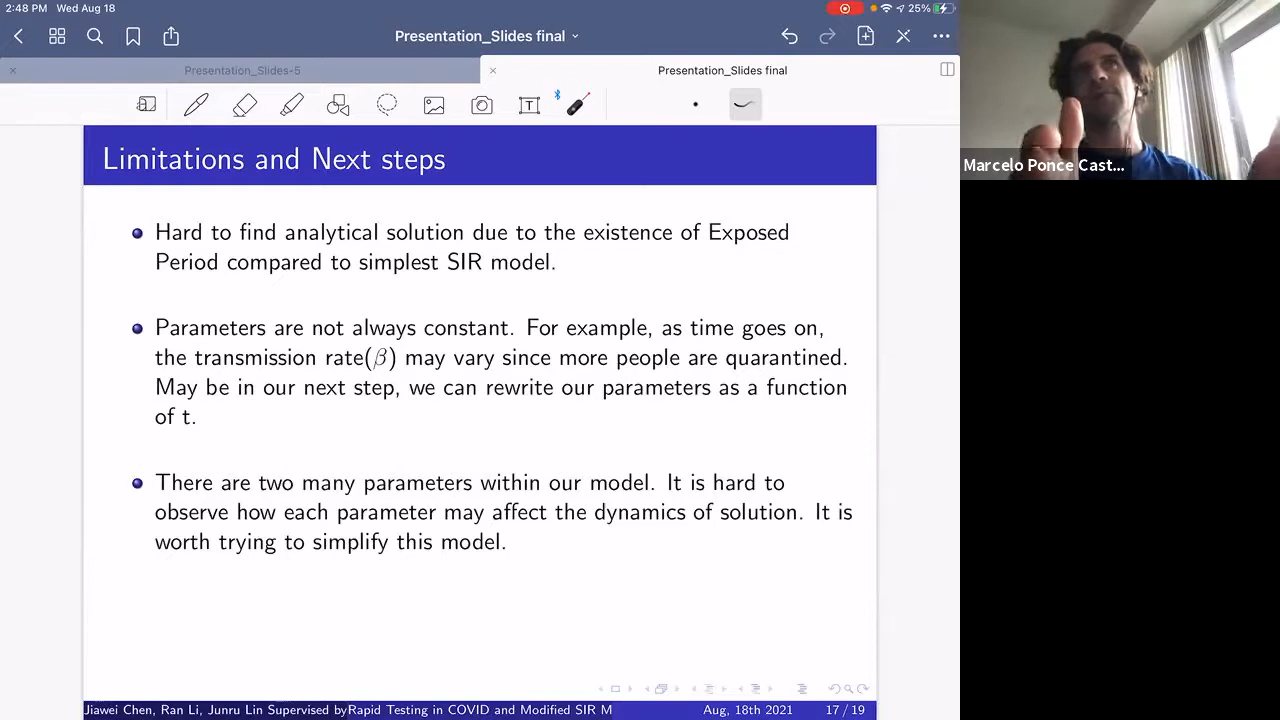 2:48 PM Wed Aug 18
25%
Presentation_Slides final
Presentation_Slides-5
Presentation_Slides final
T
Marcelo Ponce Cast...
Limitations and Next steps
Hard to find analytical solution due to the existence of Exposed
Period compared to simplest SIR model.
Parameters are not always constant. For example, as time goes on,
the transmission rate(β) may vary since more people are quarantined.
May be in our next step, we can rewrite our parameters as a function
of t.
There are two many parameters within our model. It is hard to
observe how each parameter may affect the dynamics of solution. It is
worth trying to simplify this model.
Jiawei Chen, Ran Li, Junru Lin Supervised by Rapid Testing in COVID and Modified SIR M Aug, 18th 2021 17 / 19